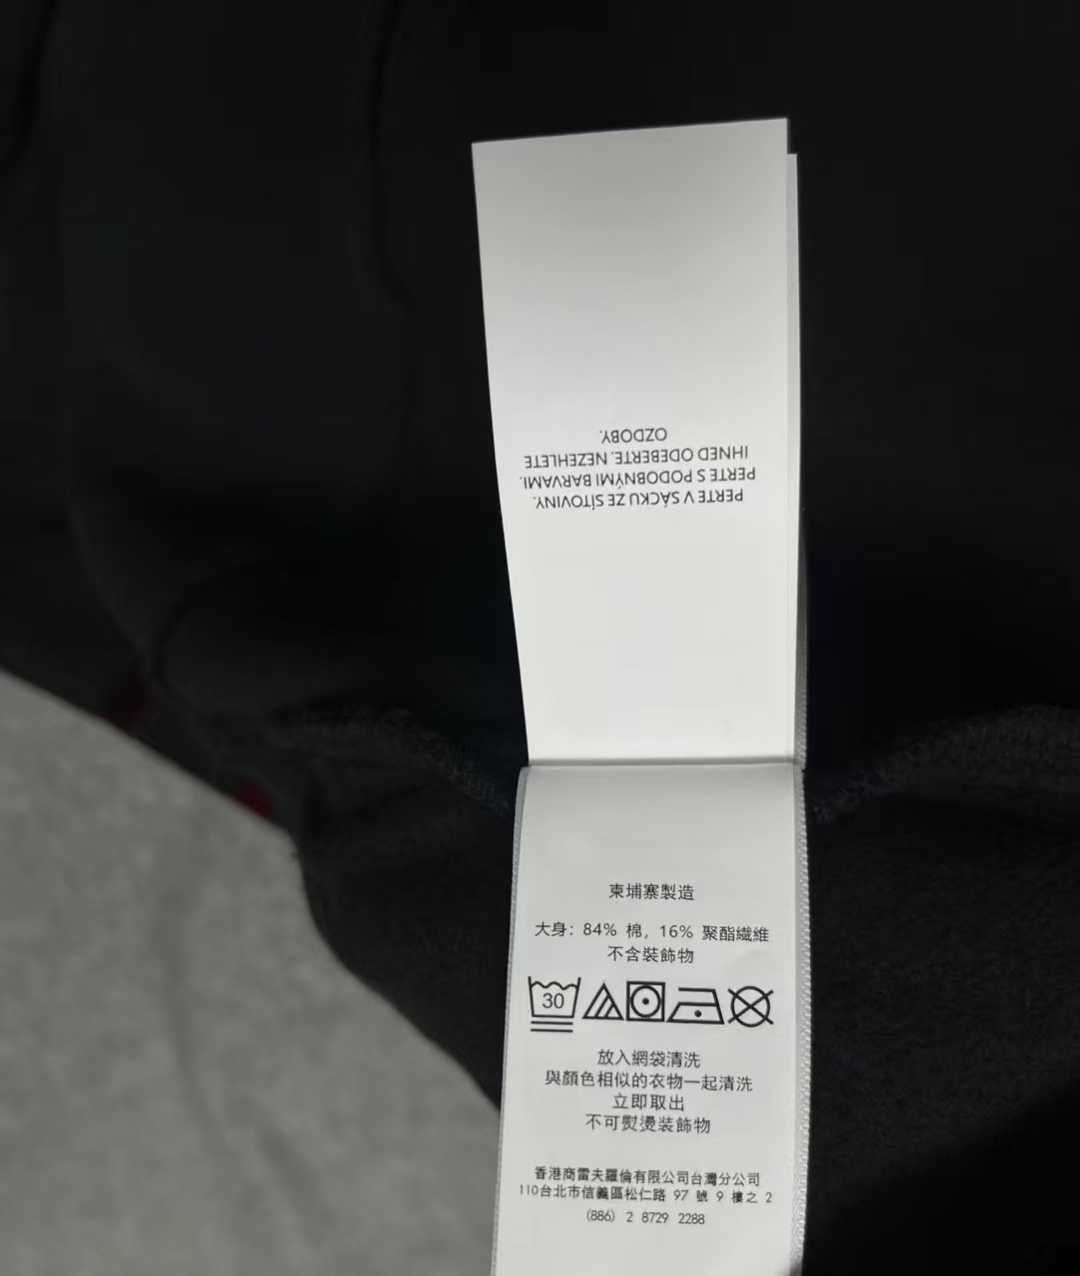 PERTE V SÁCKU ZE SÍTOVINY.
PERTE S PODOBNÝMI BARVAMI.
IHNED ODEBERTE. NEZEHLETE
OZDOBY.
柬埔寨製造
大身: 84% 棉, 16% 聚酯纖維
不含裝飾物
30
放入網袋清洗
與顏色相似的衣物一起清洗
立即取出
不可熨燙裝飾物
香港商雷夫羅倫有限公司台灣分公司
110台北市信義區松仁路 97 號 9 樓之 2
(886) 2 8729 2288